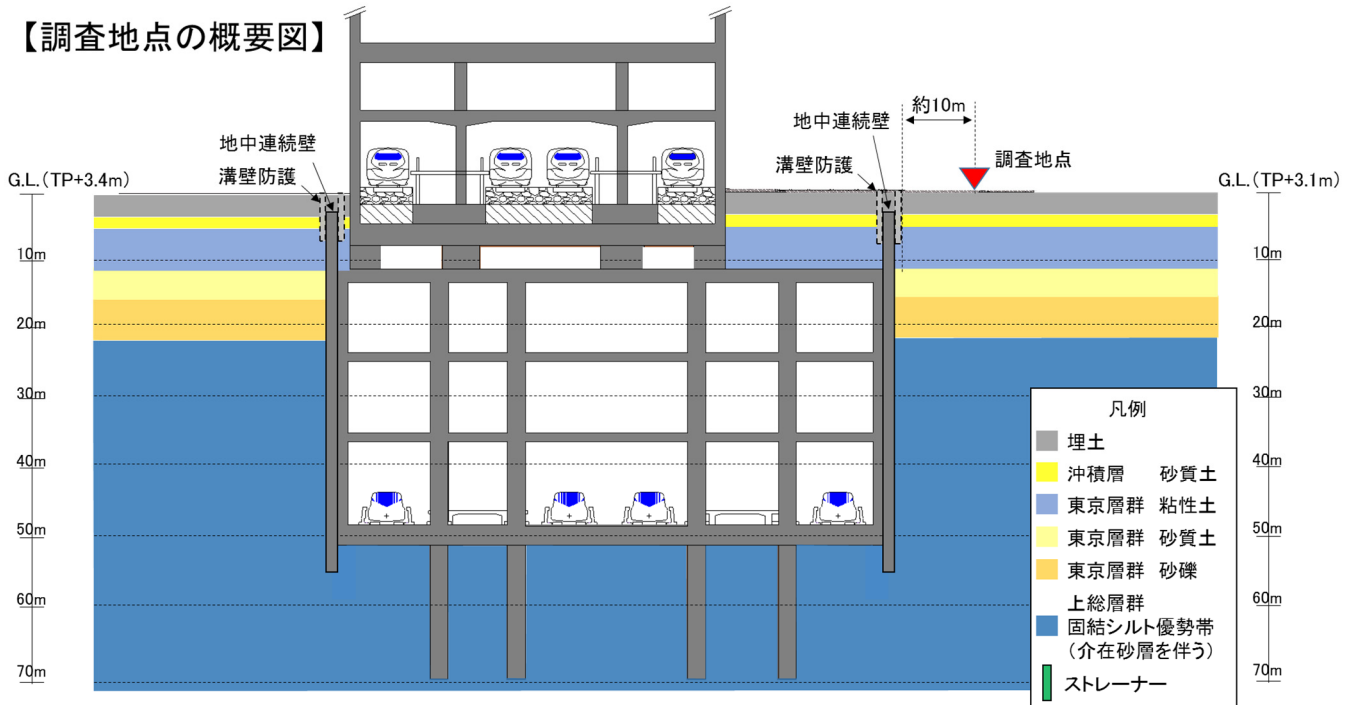 【調査地点の概要図】
約10m
地中連続壁
地中連続壁
溝壁防護
調査地点
溝壁防護
G.L.(TP+3.4m)
G.L.(TP+3.1m)
10m
10m
20m
20m
30m
30m
凡例
埋土
40m
40m
沖積層 砂質土
東京層群 粘性土
50m
50m
東京層群 砂質土
東京層群 砂礫
60m
60m
上総層群
固結シルト優勢帯
(介在砂層を伴う)
70m
70m
ストレーナー